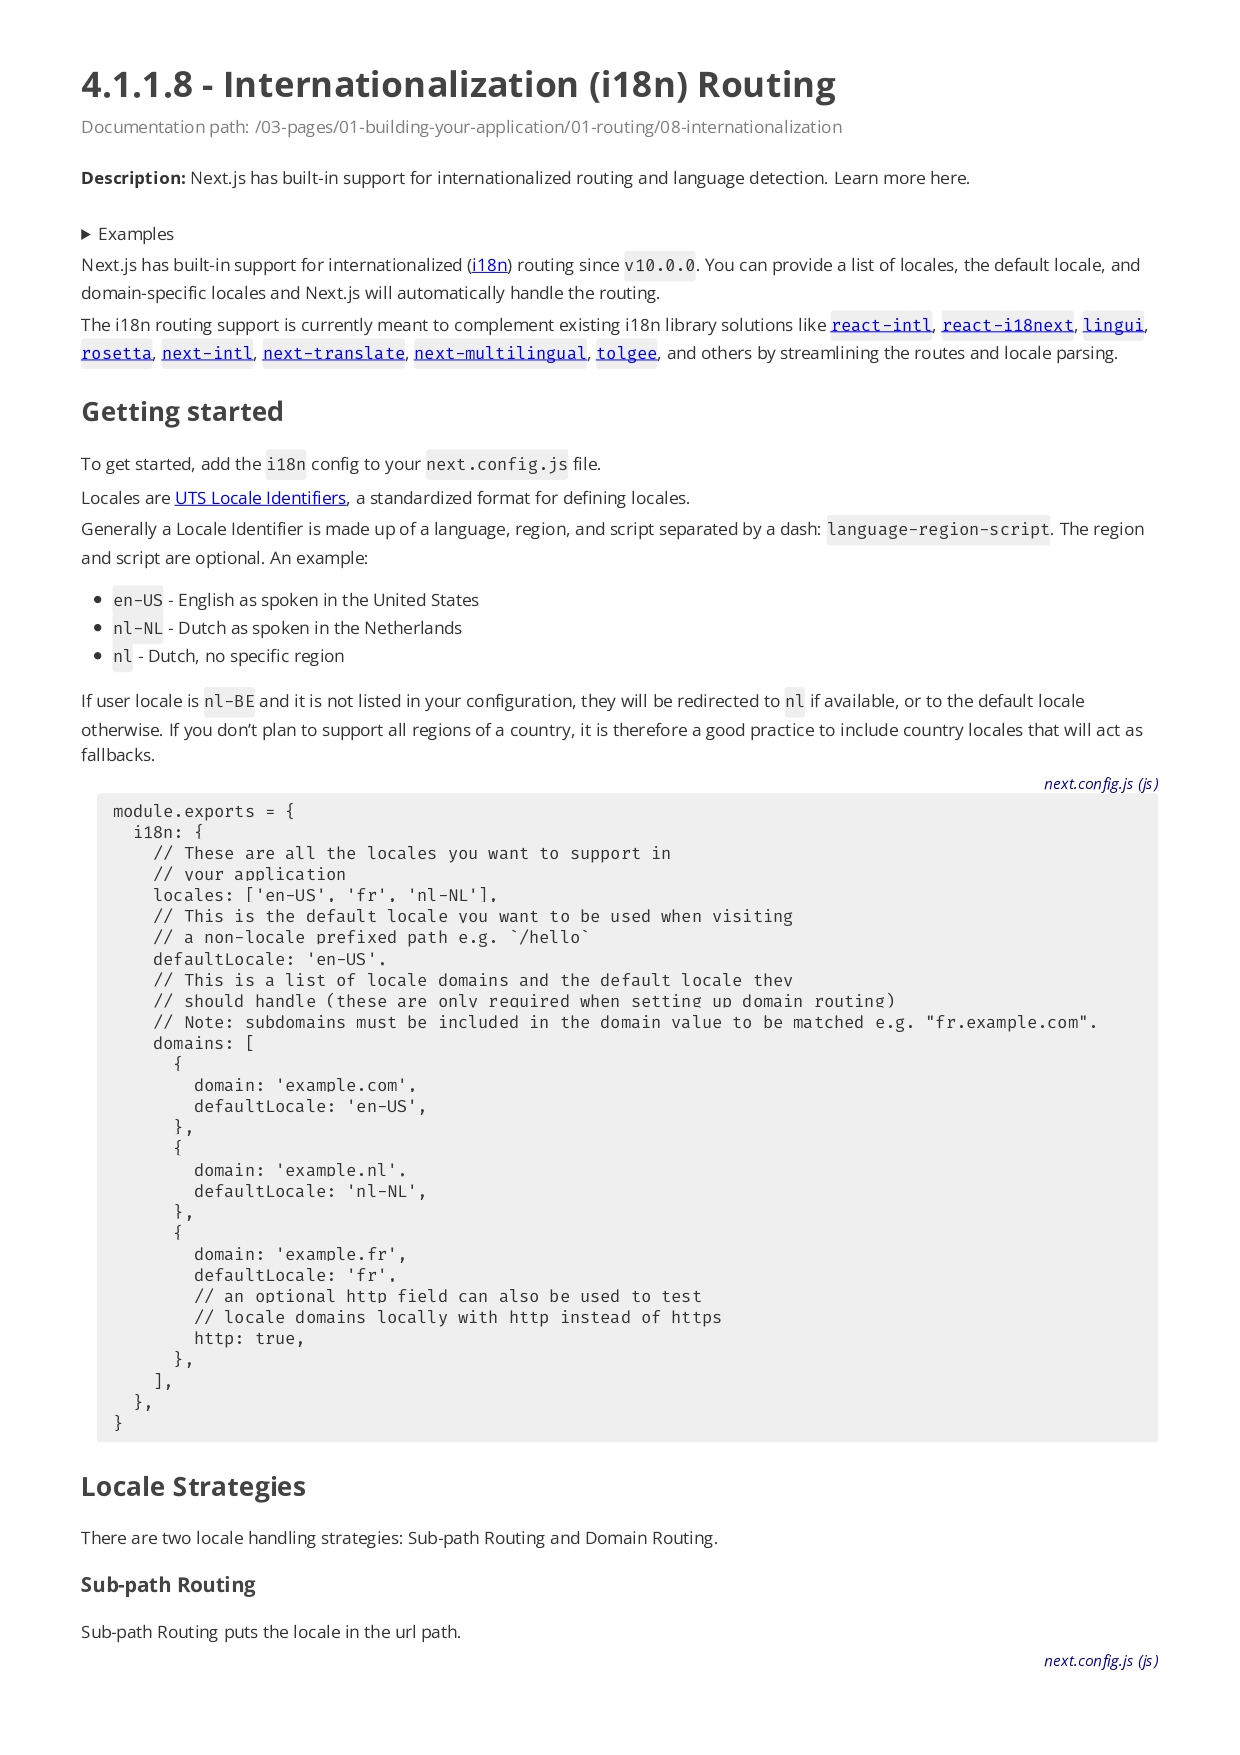 4.1.1.8 - Internationalization (i18n) Routing
Documentation path: /03-pages/01-building-your-application/01-routing/08-internationalization
Description: Next.js has built-in support for internationalized routing and language detection. Learn more here.
▶ Examples
Next.js has built-in support for internationalized (i18n) routing since v10.0.0. You can provide a list of locales, the default locale, and
domain-specific locales and Next.js will automatically handle the routing.
The i18n routing support is currently meant to complement existing i18n library solutions like react-intl, react-i18next, lingui,
rosetta, next-intl, next-translate, next-multilingual, tolgee, and others by streamlining the routes and locale parsing.
Getting started
To get started, add the i18n config to your next.config.js file.
Locales are UTS Locale Identifiers, a standardized format for defining locales.
Generally a Locale Identifier is made up of a language, region, and script separated by a dash: language-region-script. The region
and script are optional. An example:
• en-US - English as spoken in the United States
• nl-NL - Dutch as spoken in the Netherlands
• nl - Dutch, no specific region
If user locale is nl-BE and it is not listed in your configuration, they will be redirected to nl if available, or to the default locale
otherwise. If you don’t plan to support all regions of a country, it is therefore a good practice to include country locales that will act as
fallbacks.
next.config.js (js)
module.exports = {
  i18n: {
    // These are all the locales you want to support in
    // your application
    locales: ['en-US', 'fr', 'nl-NL'],
    // This is the default locale you want to be used when visiting
    // a non-locale prefixed path e.g. `/hello`
    defaultLocale: 'en-US',
    // This is a list of locale domains and the default locale they
    // should handle (these are only required when setting up domain routing)
    // Note: subdomains must be included in the domain value to be matched e.g. "fr.example.com".
    domains: [
      {
        domain: 'example.com',
        defaultLocale: 'en-US',
      },
      {
        domain: 'example.nl',
        defaultLocale: 'nl-NL',
      },
      {
        domain: 'example.fr',
        defaultLocale: 'fr',
        // an optional http field can also be used to test
        // locale domains locally with http instead of https
        http: true,
      },
    ],
  },
}
Locale Strategies
There are two locale handling strategies: Sub-path Routing and Domain Routing.
Sub-path Routing
Sub-path Routing puts the locale in the url path.
next.config.js (js)